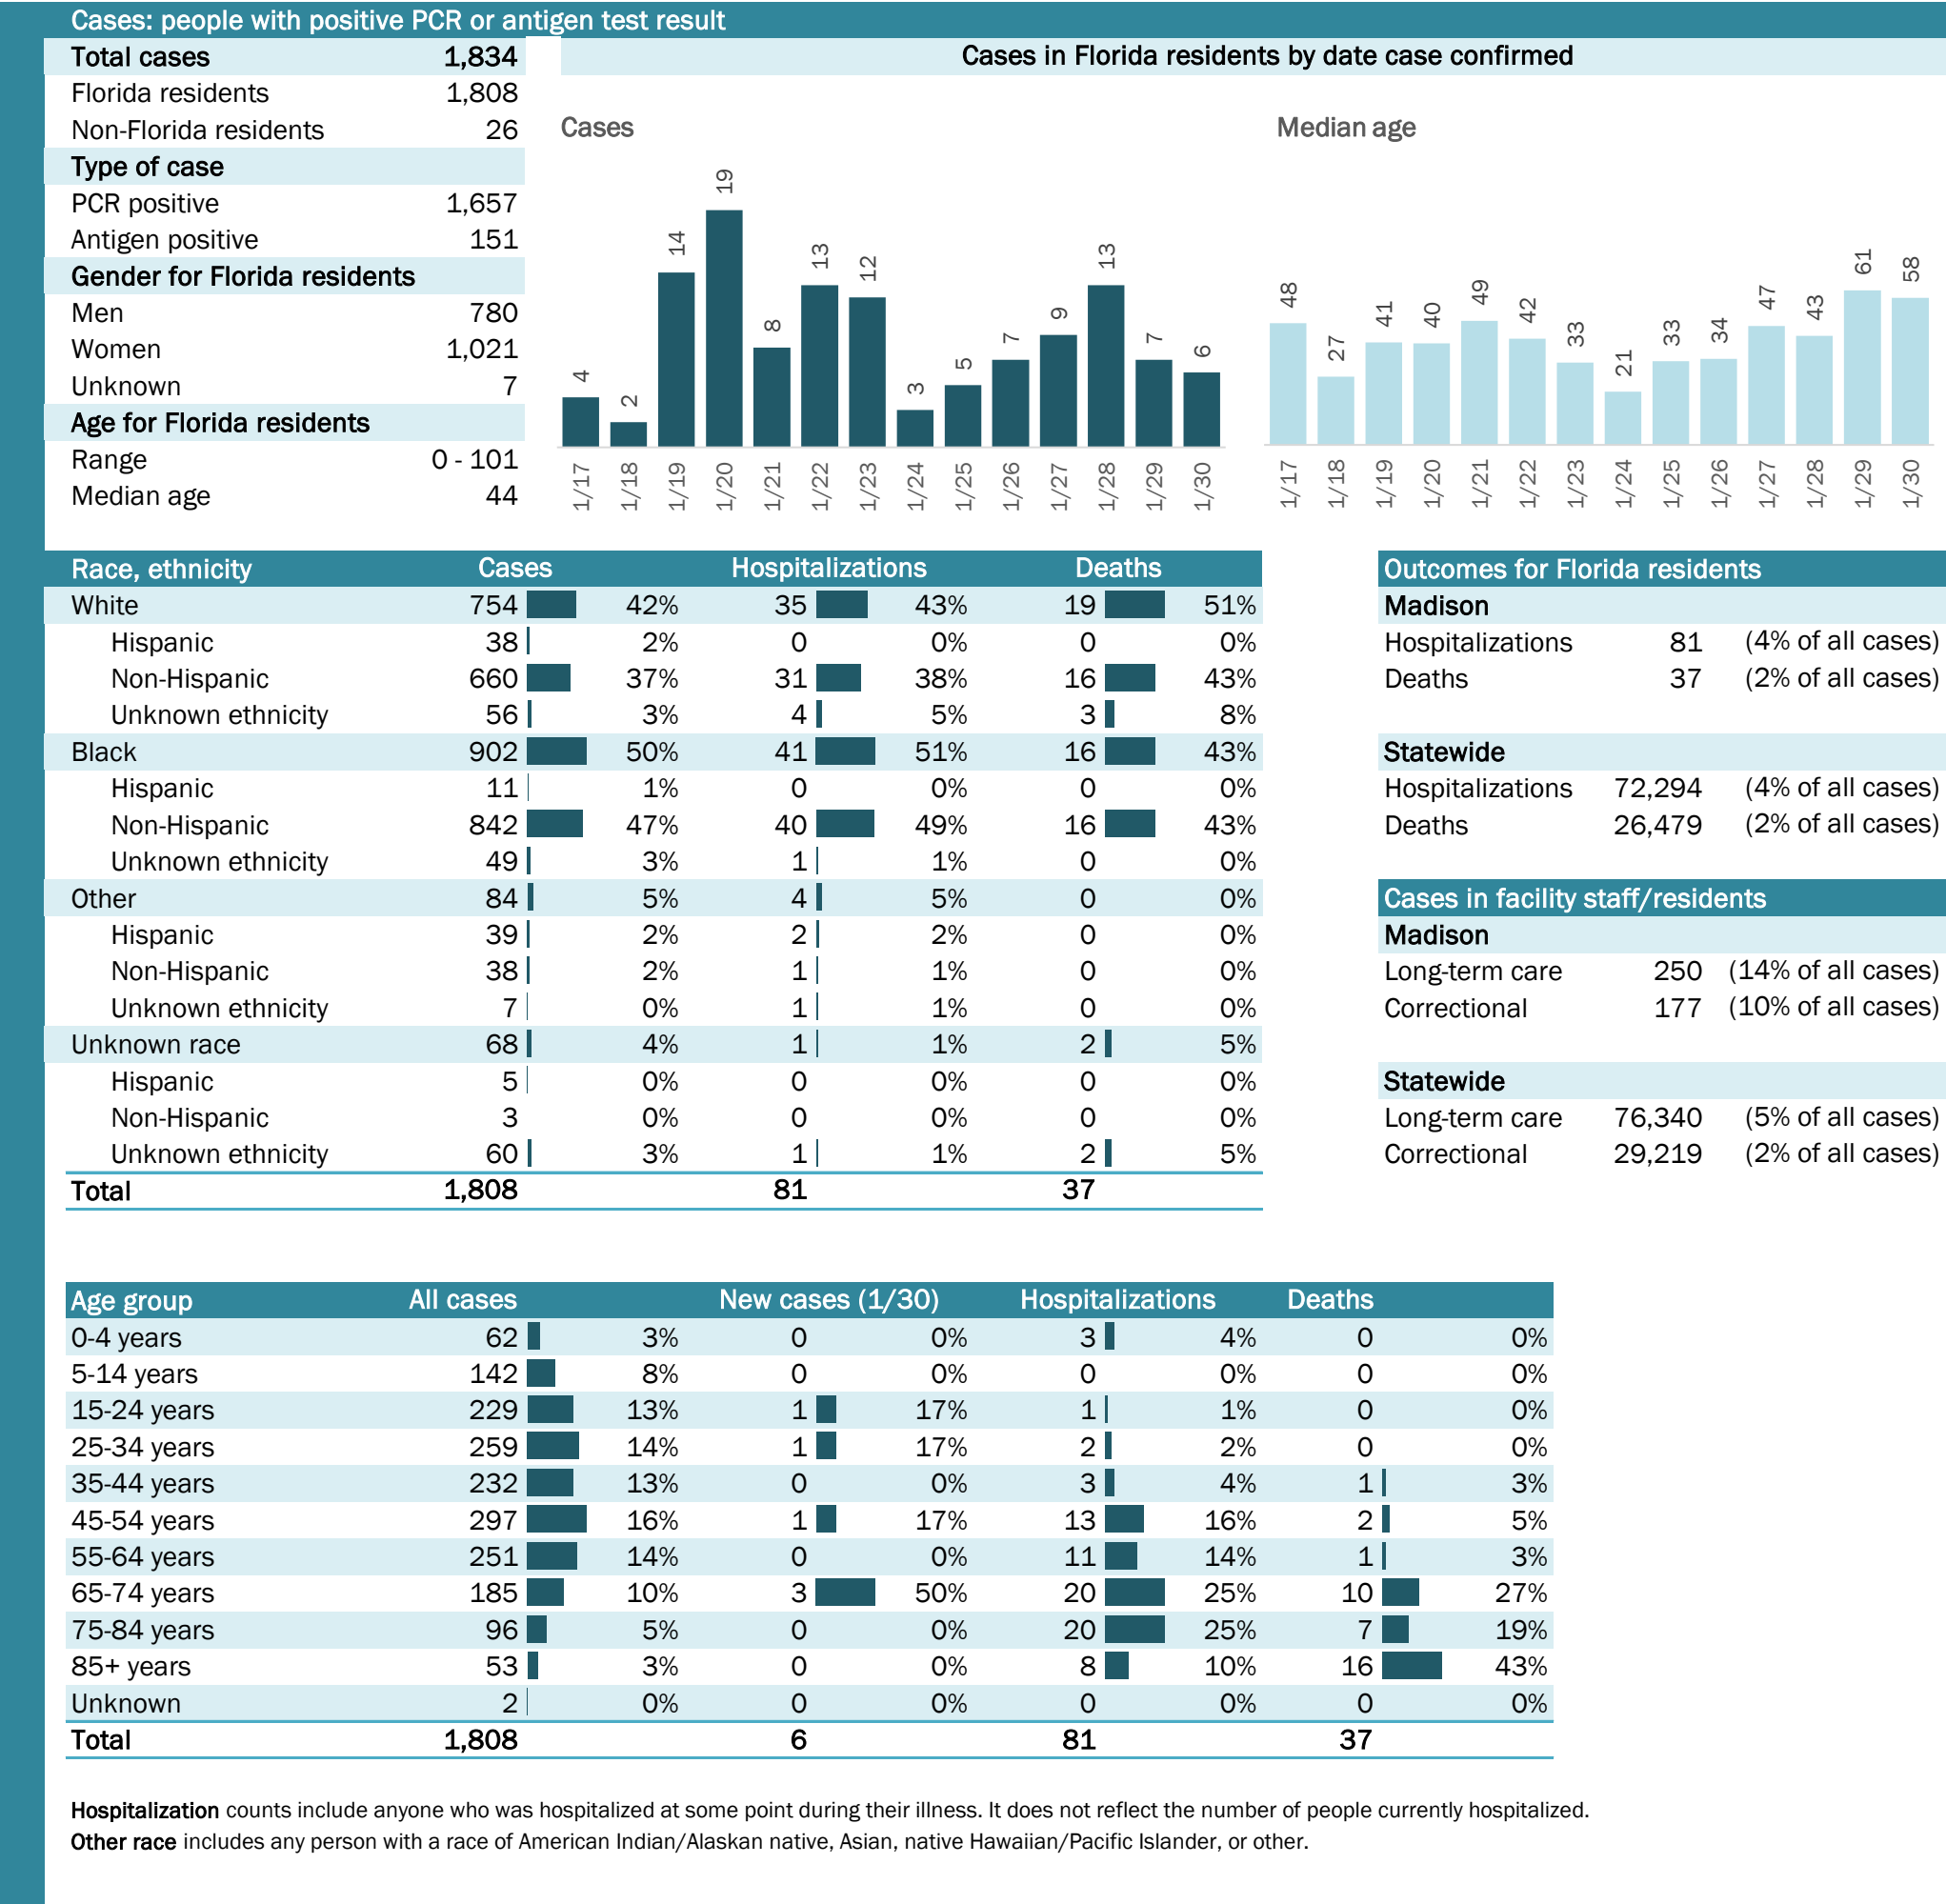 Cases: people with positive PCR or antigen test result
Total cases 1,834
Florida residents 1,808
Non-Florida residents 26
Type of case
PCR positive 1,657
Antigen positive 151
Gender for Florida residents
Men 780
Women 1,021
Unknown 7
Age for Florida residents
Range 0 - 101
Median age 44
Cases in Florida residents by date case confirmed
Cases
4 2 14 19 8 13 12 3 5 7 9 13 7 6
1/17 1/18 1/19 1/20 1/21 1/22 1/23 1/24 1/25 1/26 1/27 1/28 1/29 1/30
Median age
48 27 41 40 49 42 33 21 33 34 47 43 61 58
1/17 1/18 1/19 1/20 1/21 1/22 1/23 1/24 1/25 1/26 1/27 1/28 1/29 1/30
Race, ethnicity Cases Hospitalizations Deaths
White 754 42% 35 43% 19 51%
Hispanic 38 2% 0 0% 0 0%
Non-Hispanic 660 37% 31 38% 16 43%
Unknown ethnicity 56 3% 4 5% 3 8%
Black 902 50% 41 51% 16 43%
Hispanic 11 1% 0 0% 0 0%
Non-Hispanic 842 47% 40 49% 16 43%
Unknown ethnicity 49 3% 1 1% 0 0%
Other 84 5% 4 5% 0 0%
Hispanic 39 2% 2 2% 0 0%
Non-Hispanic 38 2% 1 1% 0 0%
Unknown ethnicity 7 0% 1 1% 0 0%
Unknown race 68 4% 1 1% 2 5%
Hispanic 5 0% 0 0% 0 0%
Non-Hispanic 3 0% 0 0% 0 0%
Unknown ethnicity 60 3% 1 1% 2 5%
Total 1,808 81 37
Outcomes for Florida residents
Madison
Hospitalizations 81 (4% of all cases)
Deaths 37 (2% of all cases)
Statewide
Hospitalizations 72,294 (4% of all cases)
Deaths 26,479 (2% of all cases)
Cases in facility staff/residents
Madison
Long-term care 250 (14% of all cases)
Correctional 177 (10% of all cases)
Statewide
Long-term care 76,340 (5% of all cases)
Correctional 29,219 (2% of all cases)
Age group All cases New cases (1/30) Hospitalizations Deaths
0-4 years 62 3% 0 0% 3 4% 0 0%
5-14 years 142 8% 0 0% 0 0% 0 0%
15-24 years 229 13% 1 17% 1 1% 0 0%
25-34 years 259 14% 1 17% 2 2% 0 0%
35-44 years 232 13% 0 0% 3 4% 1 3%
45-54 years 297 16% 1 17% 13 16% 2 5%
55-64 years 251 14% 0 0% 11 14% 1 3%
65-74 years 185 10% 3 50% 20 25% 10 27%
75-84 years 96 5% 0 0% 20 25% 7 19%
85+ years 53 3% 0 0% 8 10% 16 43%
Unknown 2 0% 0 0% 0 0% 0 0%
Total 1,808 6 81 37
Hospitalization counts include anyone who was hospitalized at some point during their illness. It does not reflect the number of people currently hospitalized.
Other race includes any person with a race of American Indian/Alaskan native, Asian, native Hawaiian/Pacific Islander, or other.